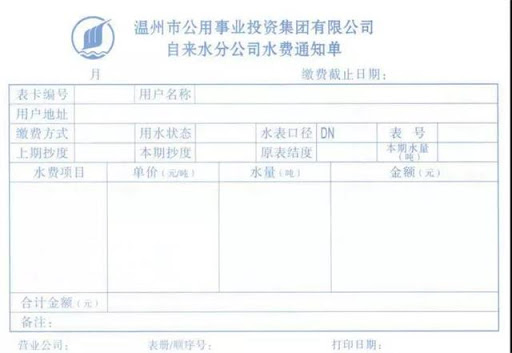 温州市公用事业投资集团有限公司
自来水分公司水费通知单
月 缴费截止日期：
表卡编号 用户名称
用户地址
缴费方式 用水状态 水表口径 DN 表 号
上期抄度 本期抄度 原表结度 本期水量（吨）
水费项目 单价（元/吨） 水量（吨） 金额（元）
合计金额（元）
备注：
营业公司： 表册/顺序号： 打印日期：